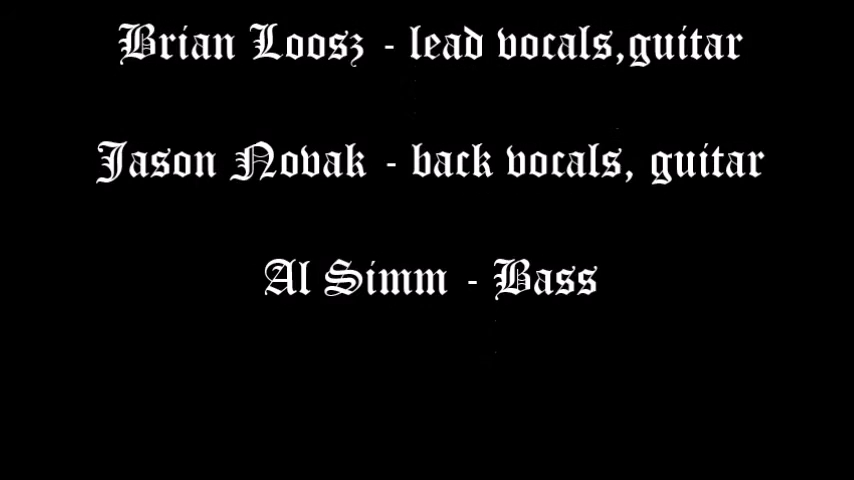 Brian Loosz - lead vocals,guitar
Jason Novak - back vocals, guitar
Al Simm - Bass